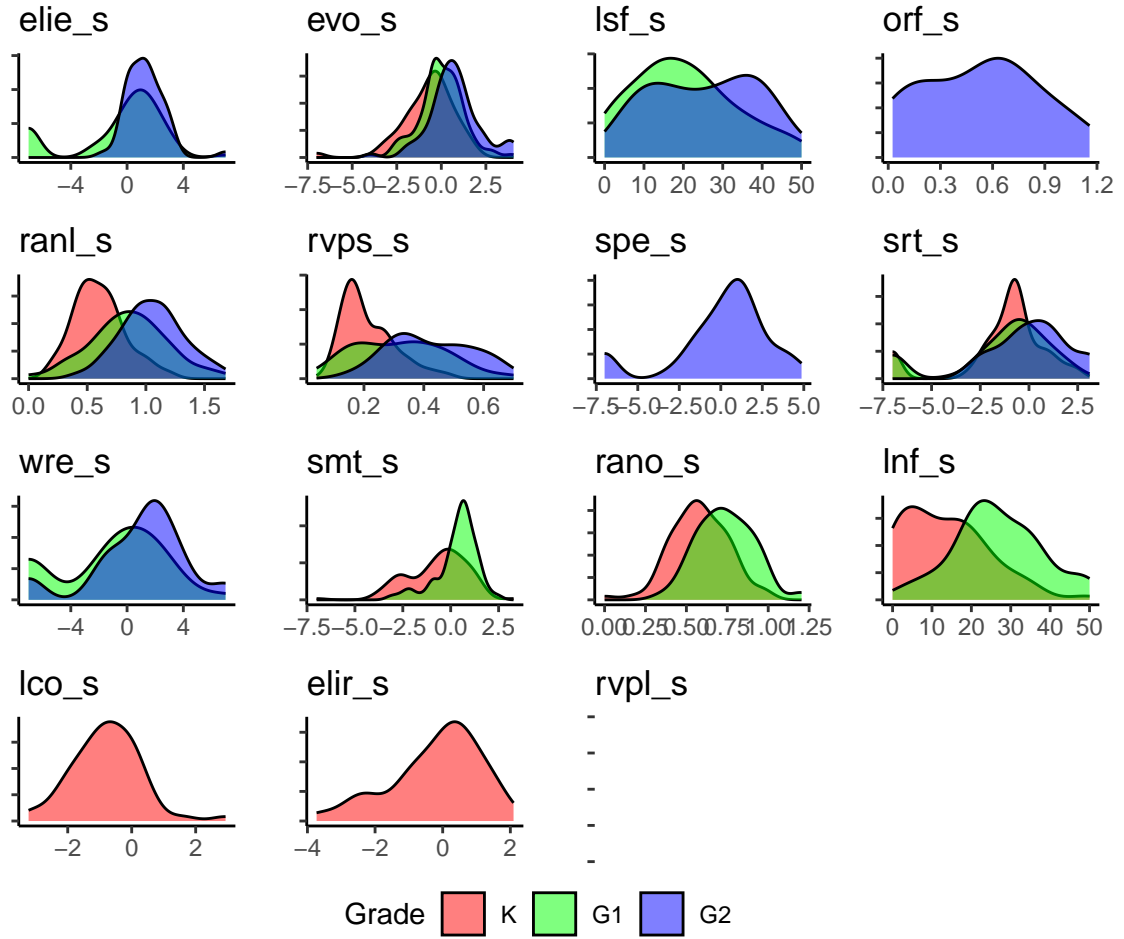 elie_s evo_s lsf_s orf_s
−4 0 4 −7.5 −5.0 −2.5 0.0 2.5 0 10 20 30 40 50 0.0 0.3 0.6 0.9 1.2
ranl_s rvps_s spe_s srt_s
0.0 0.5 1.0 1.5 0.2 0.4 0.6 −7.5 −5.0 −2.5 0.0 2.5 5.0 −7.5 −5.0 −2.5 0.0 2.5
wre_s smt_s rano_s lnf_s
−4 0 4 −7.5 −5.0 −2.5 0.0 2.5 0.00 0.25 0.50 0.75 1.00 1.25 0 10 20 30 40 50
lco_s elir_s rvpl_s
−2 0 2 −4 −2 0 2
Grade K G1 G2